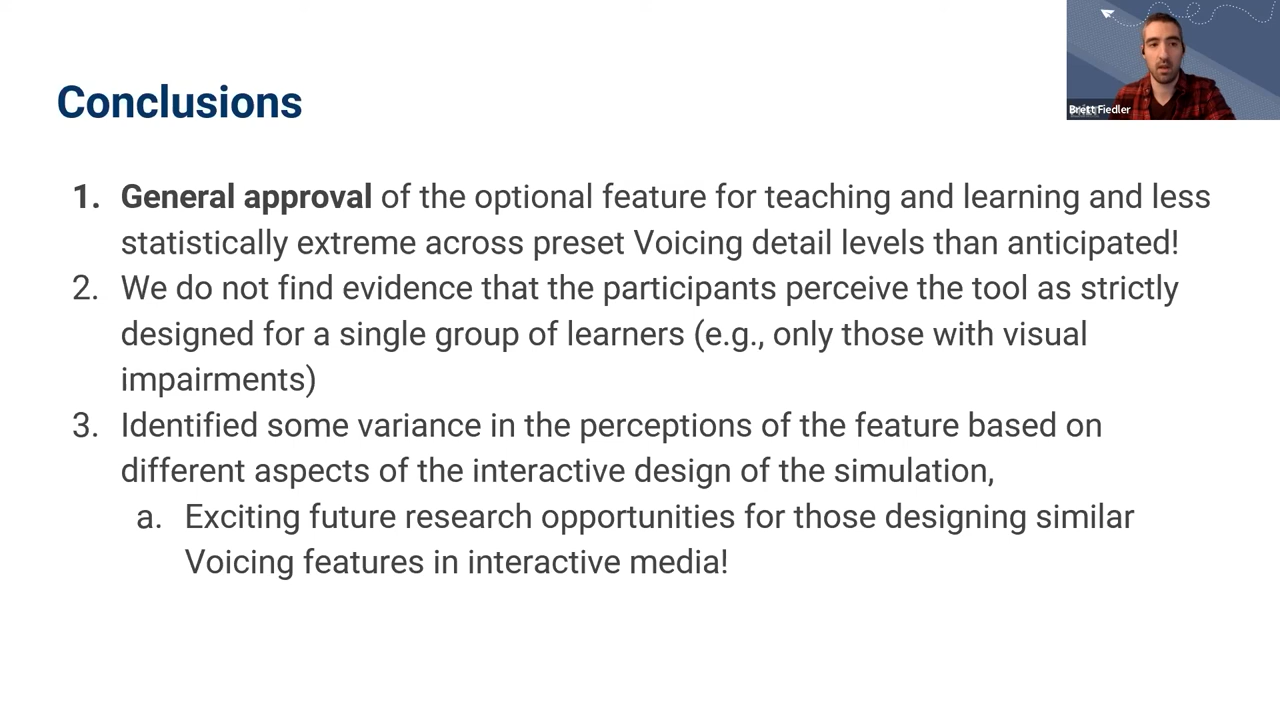 Conclusions
Brett Fiedler
1. General approval of the optional feature for teaching and learning and less
statistically extreme across preset Voicing detail levels than anticipated!
2. We do not find evidence that the participants perceive the tool as strictly
designed for a single group of learners (e.g., only those with visual
impairments)
3. Identified some variance in the perceptions of the feature based on
different aspects of the interactive design of the simulation,
a. Exciting future research opportunities for those designing similar
Voicing features in interactive media!